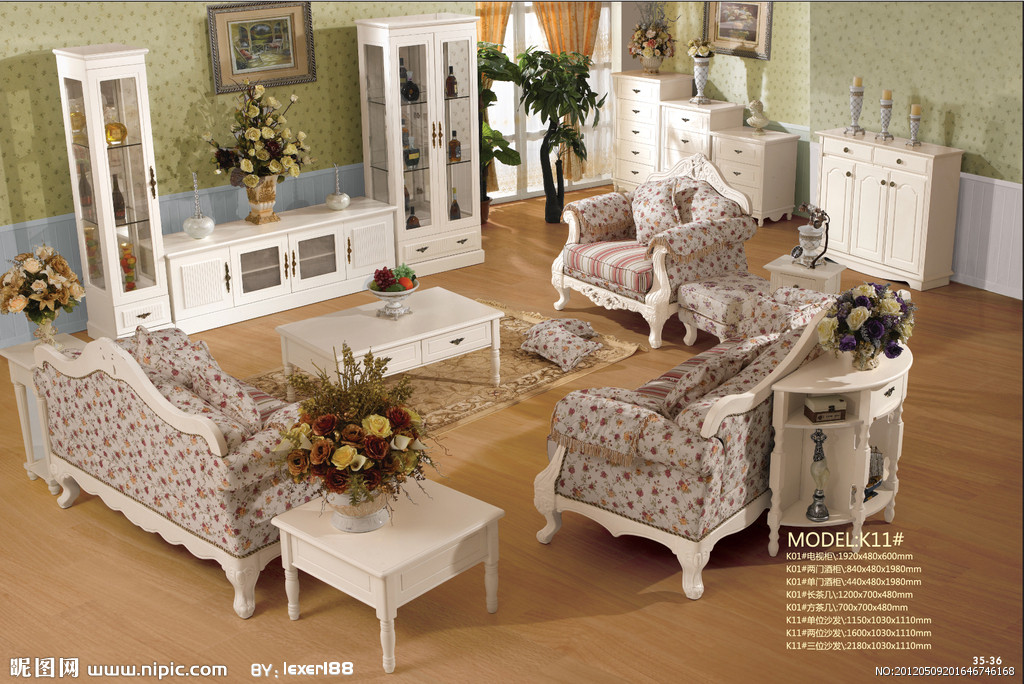 MODEL:K11#
K01#电视柜\:1920x480x600mm
K01#两门酒柜\:840x480x1980mm
K01#单门酒柜\:440x480x1980mm
K01#长茶几\:1200x700x480mm
K01#方茶几\:700x700x480mm
K11#单位沙发\:1150x1030x1110mm
K11#两位沙发\:1600x1030x1110mm
K11#三位沙发\:2180x1030x1110mm
35-36
昵图网 www.nipic.com BY: lexerl88
NO:20120509201646746168